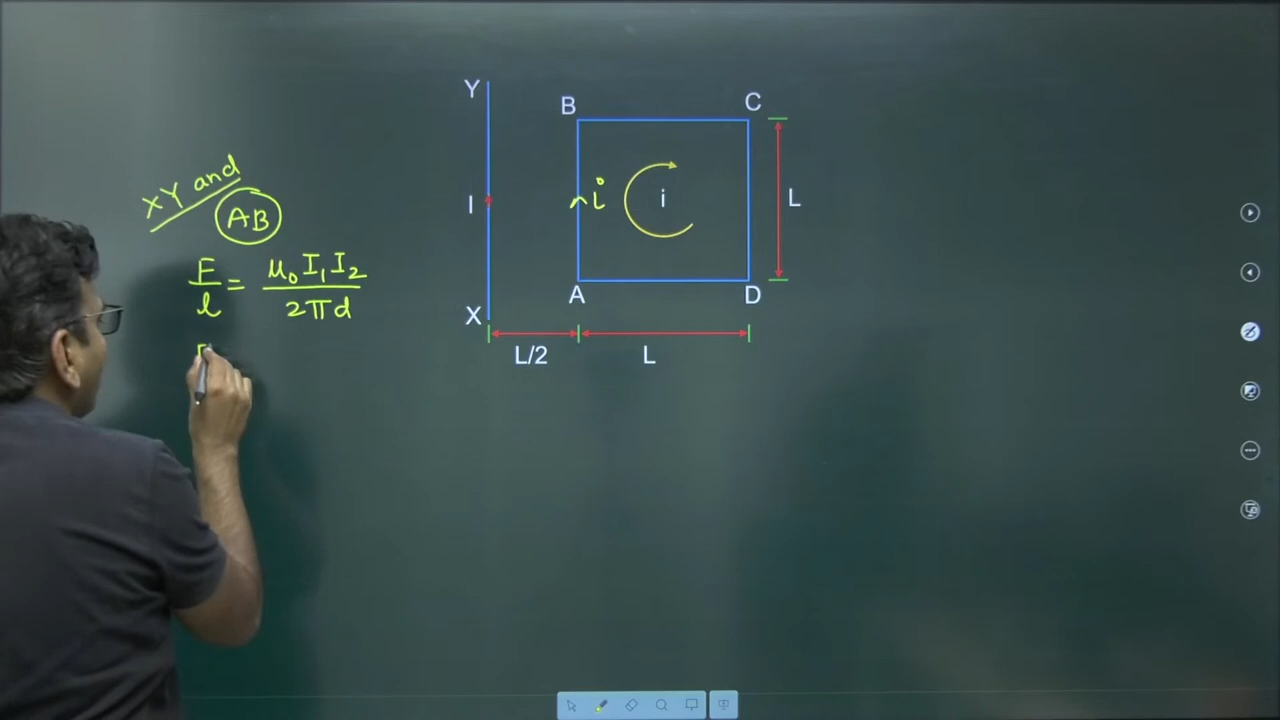 Y
B
C
XY and
AB
I
i
i
L
F/l = μ₀I₁I₂/2πd
A
D
X
L/2
L